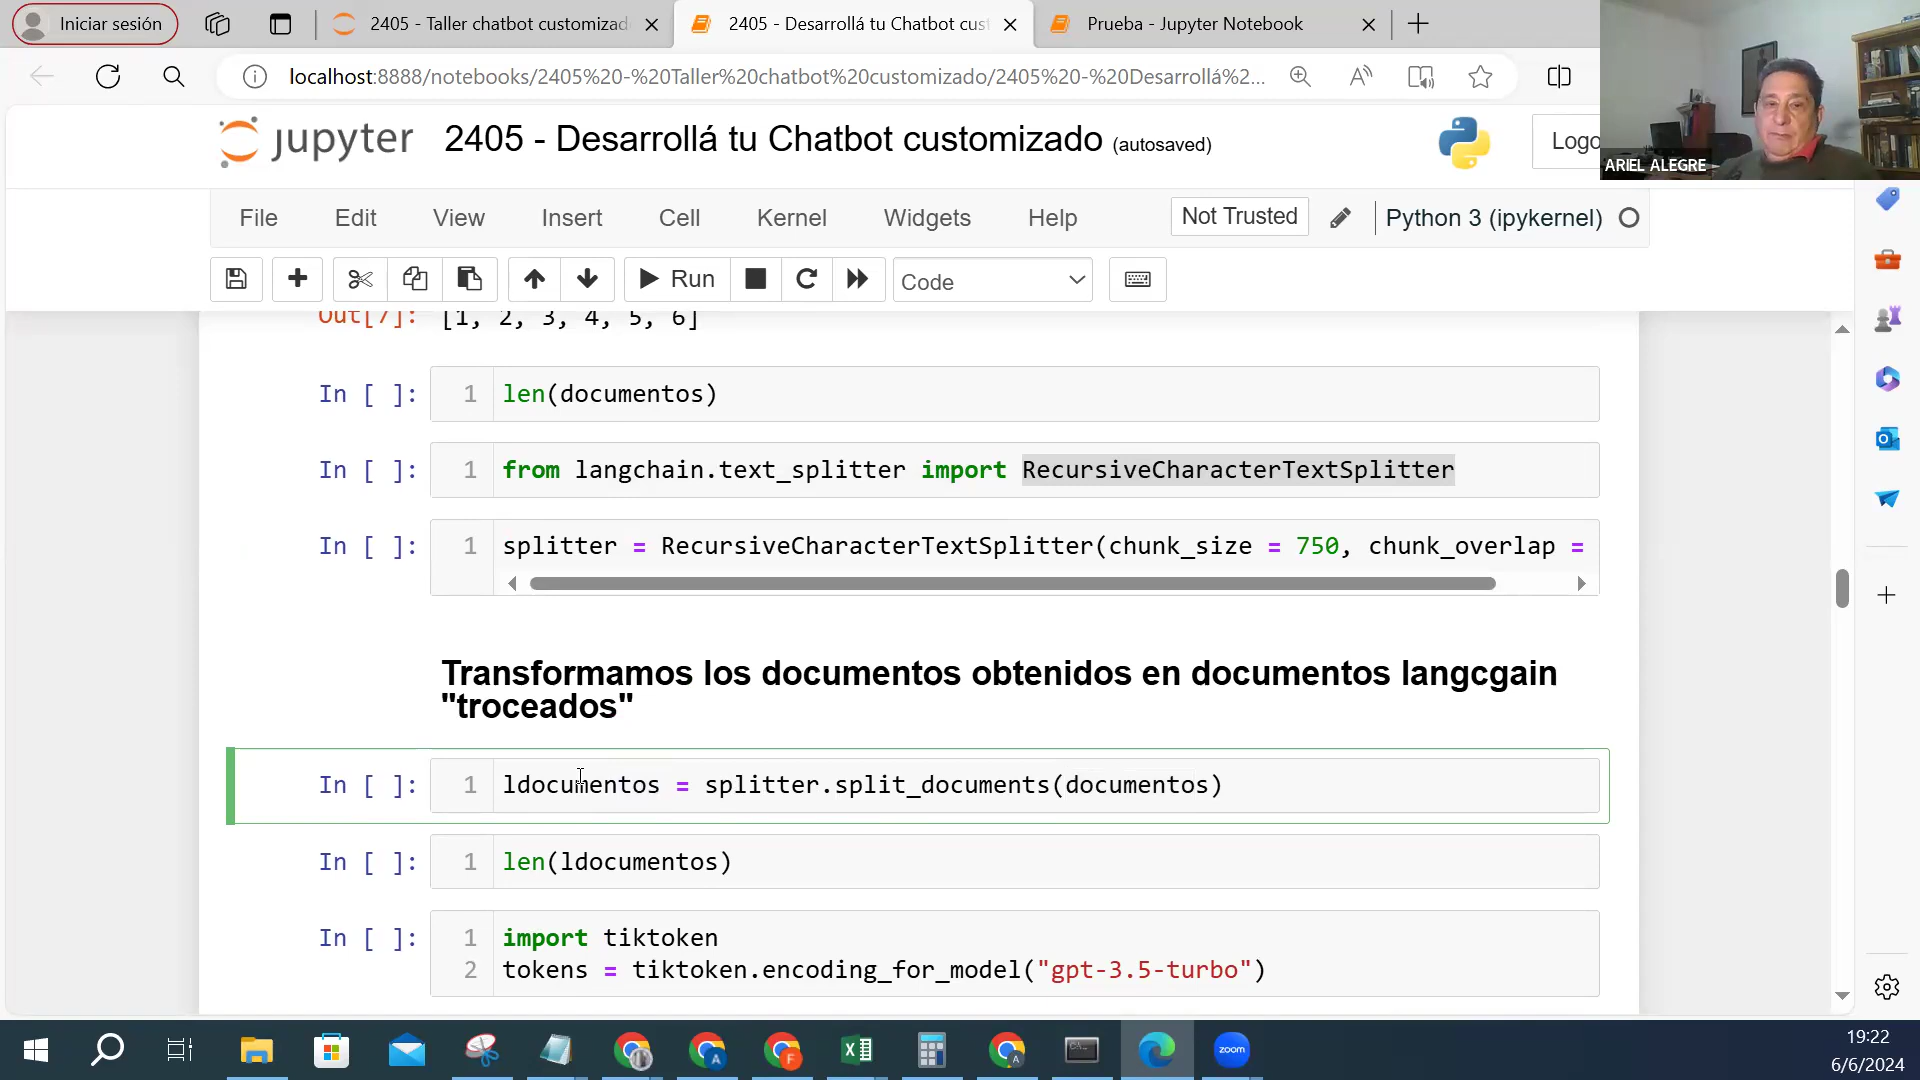 Iniciar sesión
2405 - Taller chatbot customizad
2405 - Desarrollá tu Chatbot cus
Prueba - Jupyter Notebook
localhost:8888/notebooks/2405%20-%20Taller%20chatbot%20customizado/2405%20-%20Desarrollá%2...
jupyter
2405 - Desarrollá tu Chatbot customizado (autosaved)
Logo
ARIEL ALEGRE
File Edit View Insert Cell Kernel Widgets Help
Not Trusted
Python 3 (ipykernel)
Run
Code
Out[7]: [1, 2, 3, 4, 5, 6]
In [ ]: 1 len(documentos)
In [ ]: 1 from langchain.text_splitter import RecursiveCharacterTextSplitter
In [ ]: 1 splitter = RecursiveCharacterTextSplitter(chunk_size = 750, chunk_overlap =
Transformamos los documentos obtenidos en documentos langcgain
"troceados"
In [ ]: 1 ldocumentos = splitter.split_documents(documentos)
In [ ]: 1 len(ldocumentos)
In [ ]: 1 import tiktoken
2 tokens = tiktoken.encoding_for_model("gpt-3.5-turbo")
zoom
19:22
6/6/2024